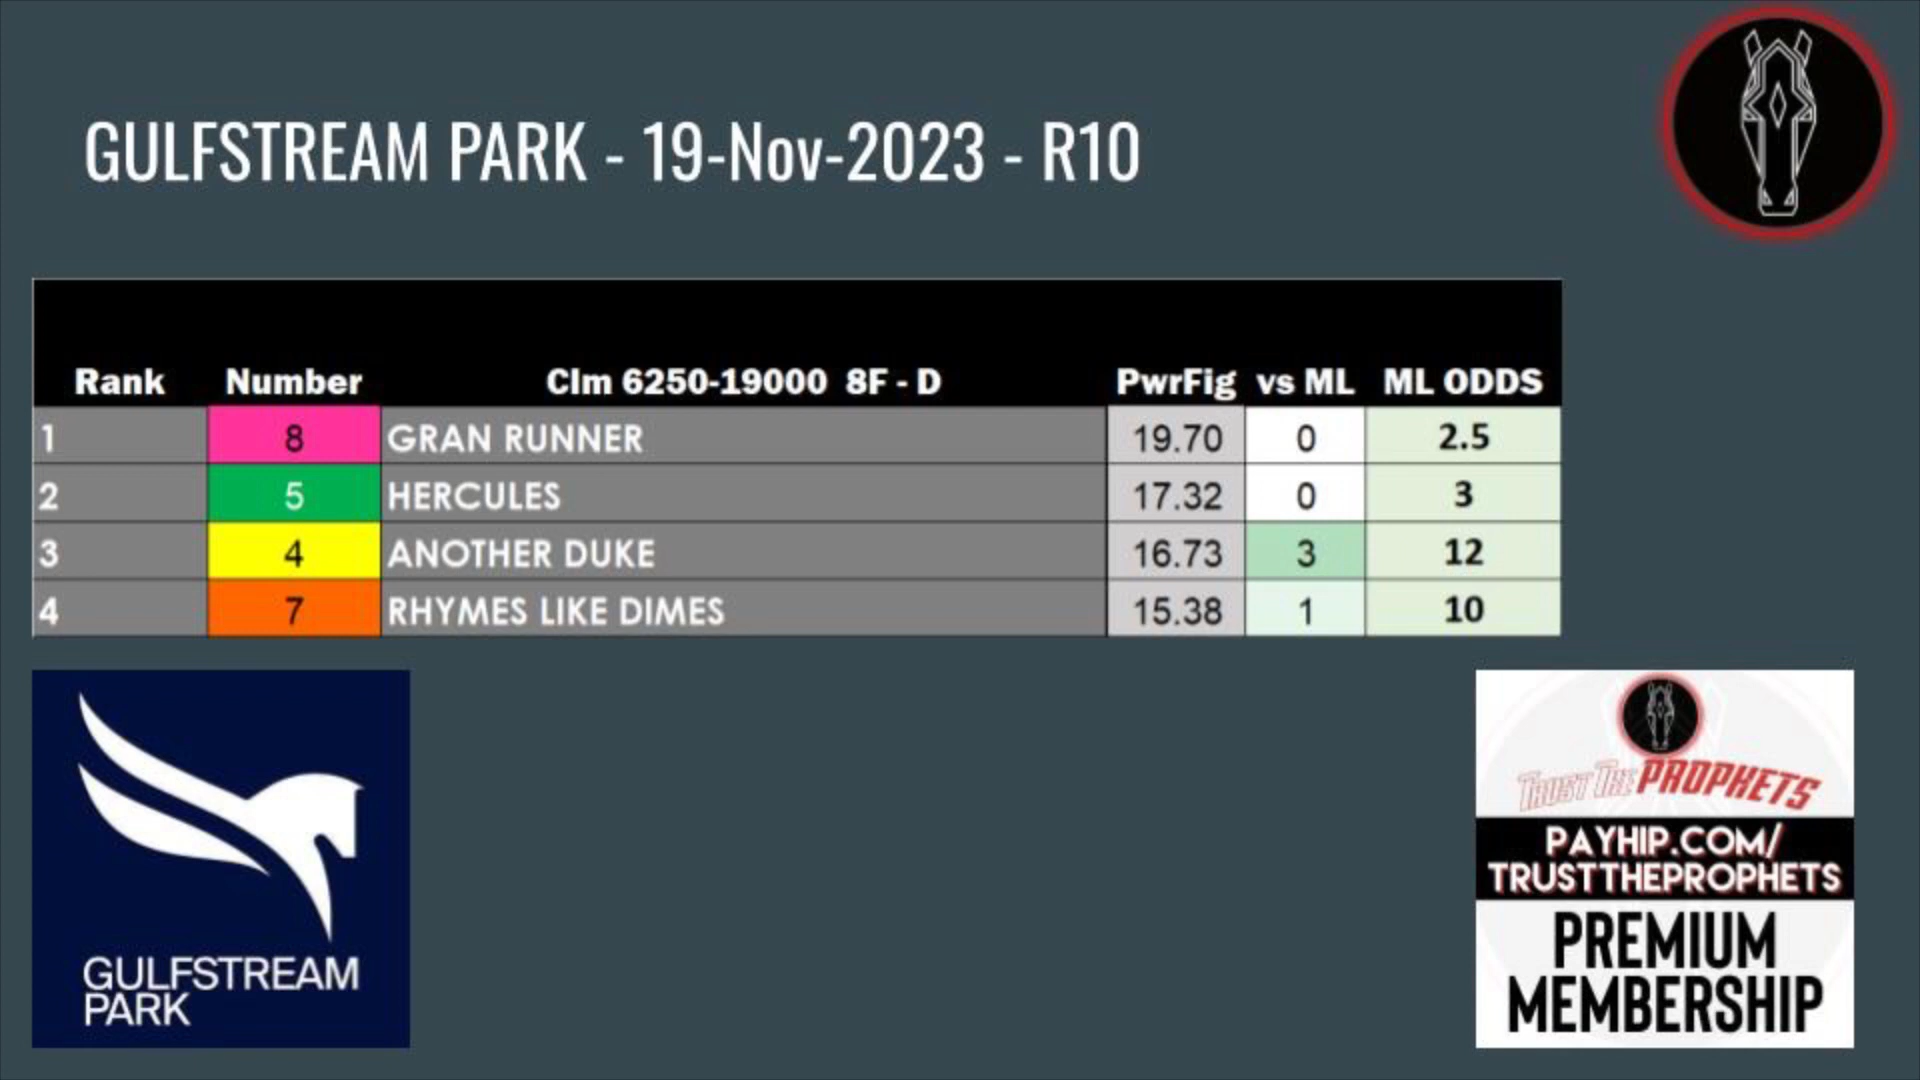 GULFSTREAM PARK - 19-Nov-2023 - R10
Rank Number Clm 6250-19000 8F - D PwrFig vs ML ML ODDS
1 8 GRAN RUNNER 19.70 0 2.5
2 5 HERCULES 17.32 0 3
3 4 ANOTHER DUKE 16.73 3 12
4 7 RHYMES LIKE DIMES 15.38 1 10
GULFSTREAM
PARK
TRUST THE PROPHETS
PAYHIP.COM/
TRUSTTHEPROPHETS
PREMIUM
MEMBERSHIP